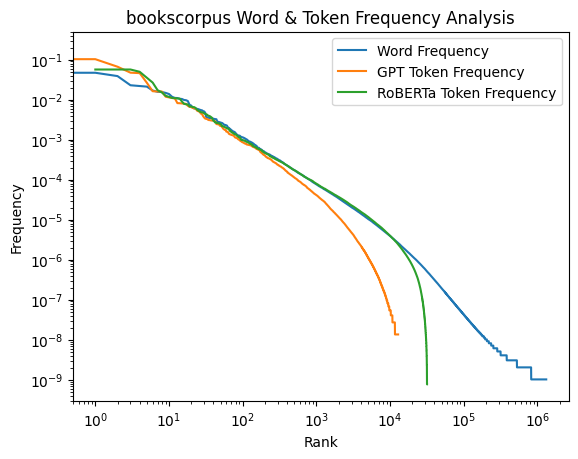 bookscorpus Word & Token Frequency Analysis
Word Frequency
GPT Token Frequency
RoBERTa Token Frequency
Frequency
10⁻¹
10⁻²
10⁻³
10⁻⁴
10⁻⁵
10⁻⁶
10⁻⁷
10⁻⁸
10⁻⁹
10⁰ 10¹ 10² 10³ 10⁴ 10⁵ 10⁶
Rank